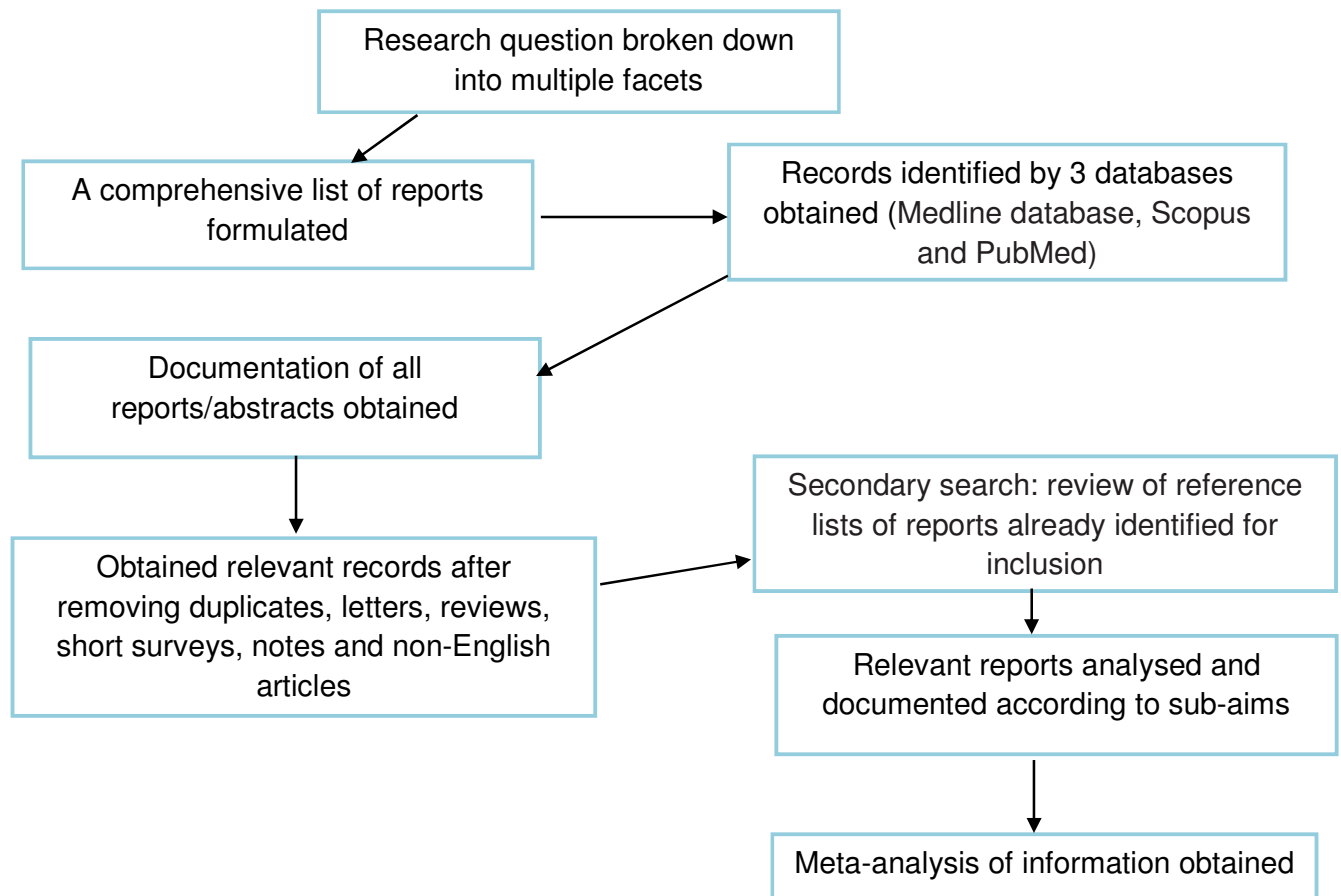 Research question broken down
into multiple facets
A comprehensive list of reports
formulated
Records identified by 3 databases
obtained (Medline database, Scopus
and PubMed)
Documentation of all
reports/abstracts obtained
Obtained relevant records after
removing duplicates, letters, reviews,
short surveys, notes and non-English
articles
Secondary search: review of reference
lists of reports already identified for
inclusion
Relevant reports analysed and
documented according to sub-aims
Meta-analysis of information obtained